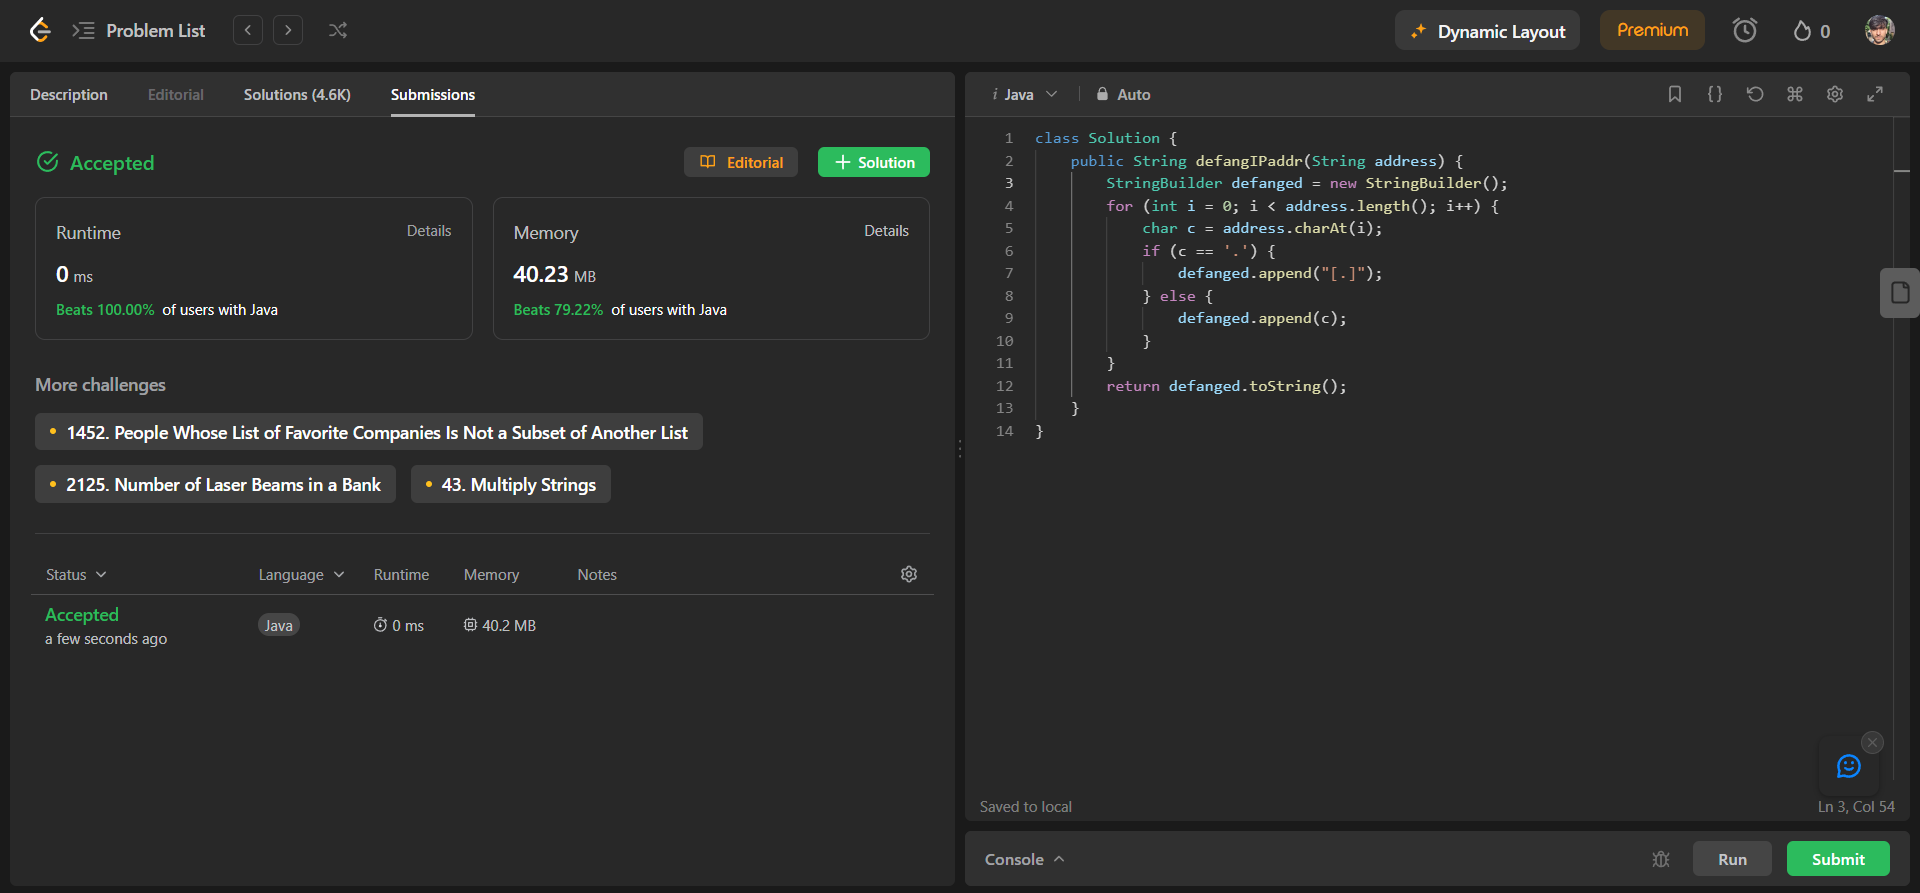 Problem List
Dynamic Layout
Premium
0
Description
Editorial
Solutions (4.6K)
Submissions
Accepted
Editorial
+ Solution
Runtime
Details
0 ms
Beats 100.00% of users with Java
Memory
Details
40.23 MB
Beats 79.22% of users with Java
More challenges
1452. People Whose List of Favorite Companies Is Not a Subset of Another List
2125. Number of Laser Beams in a Bank
43. Multiply Strings
Status Language Runtime Memory Notes
Accepted
a few seconds ago
Java
0 ms
40.2 MB
i Java
Auto
1 class Solution {
2     public String defangIPaddr(String address) {
3         StringBuilder defanged = new StringBuilder();
4         for (int i = 0; i < address.length(); i++) {
5             char c = address.charAt(i);
6             if (c == '.') {
7                 defanged.append("[.]");
8             } else {
9                 defanged.append(c);
10             }
11         }
12         return defanged.toString();
13     }
14 }
Saved to local
Ln 3, Col 54
Console
Run
Submit